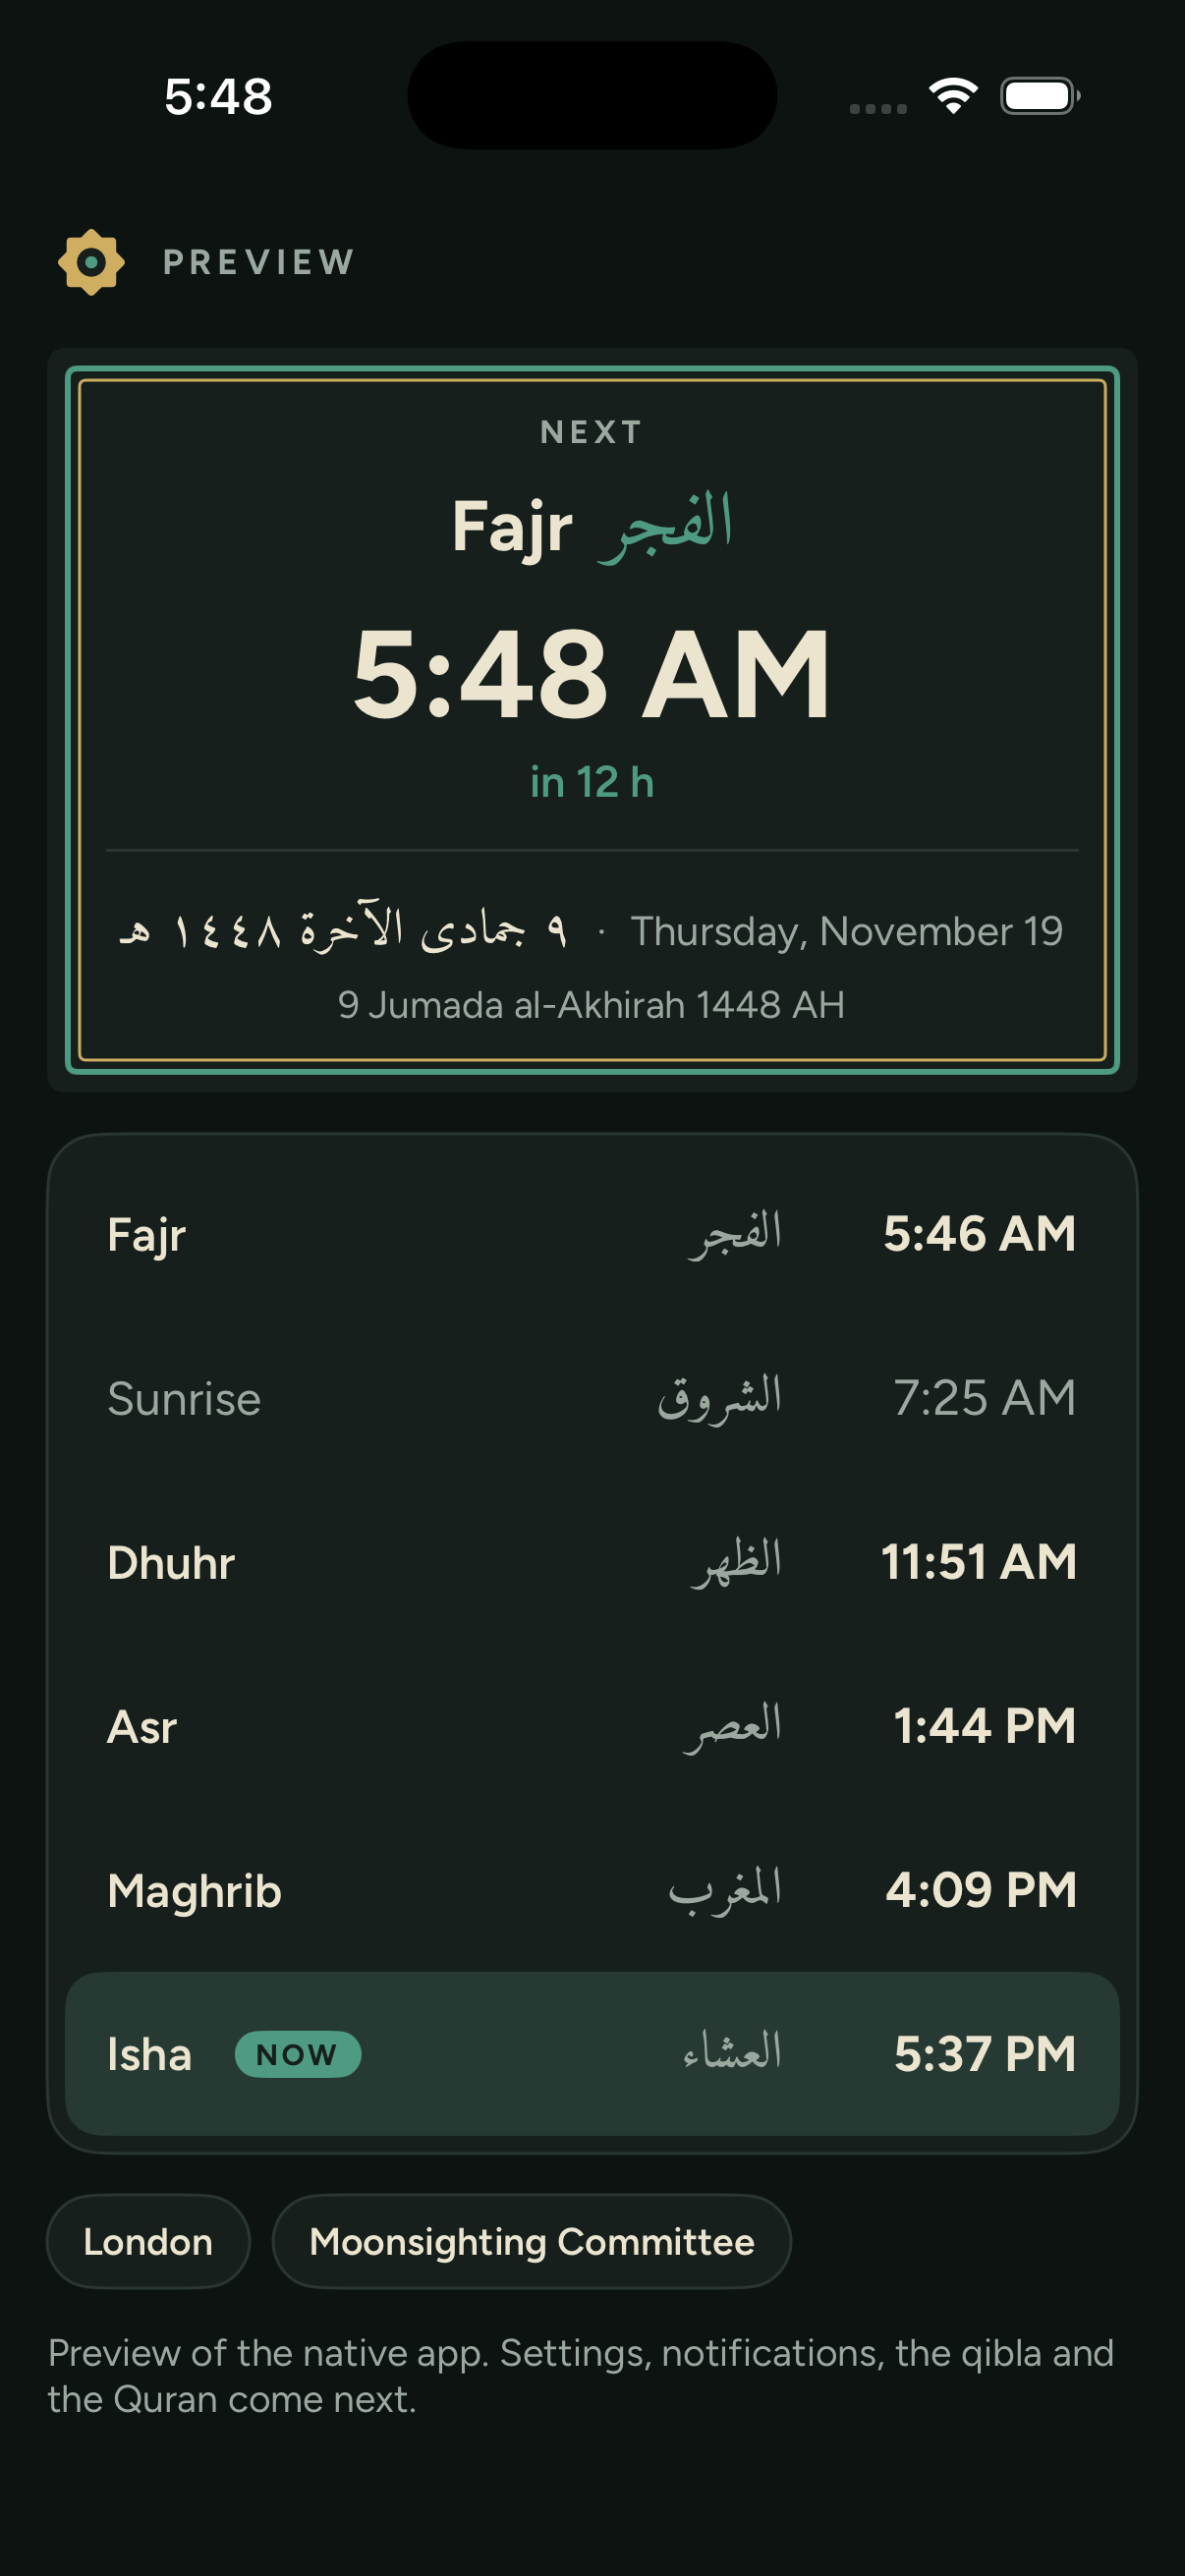 5:48
PREVIEW
NEXT
Fajr الفجر
5:48 AM
in 12 h
٩ جمادى الآخرة ١٤٤٨ هـ · Thursday, November 19
9 Jumada al-Akhirah 1448 AH
Fajr الفجر 5:46 AM
Sunrise الشروق 7:25 AM
Dhuhr الظهر 11:51 AM
Asr العصر 1:44 PM
Maghrib المغرب 4:09 PM
Isha NOW العشاء 5:37 PM
London Moonsighting Committee
Preview of the native app. Settings, notifications, the qibla and
the Quran come next.